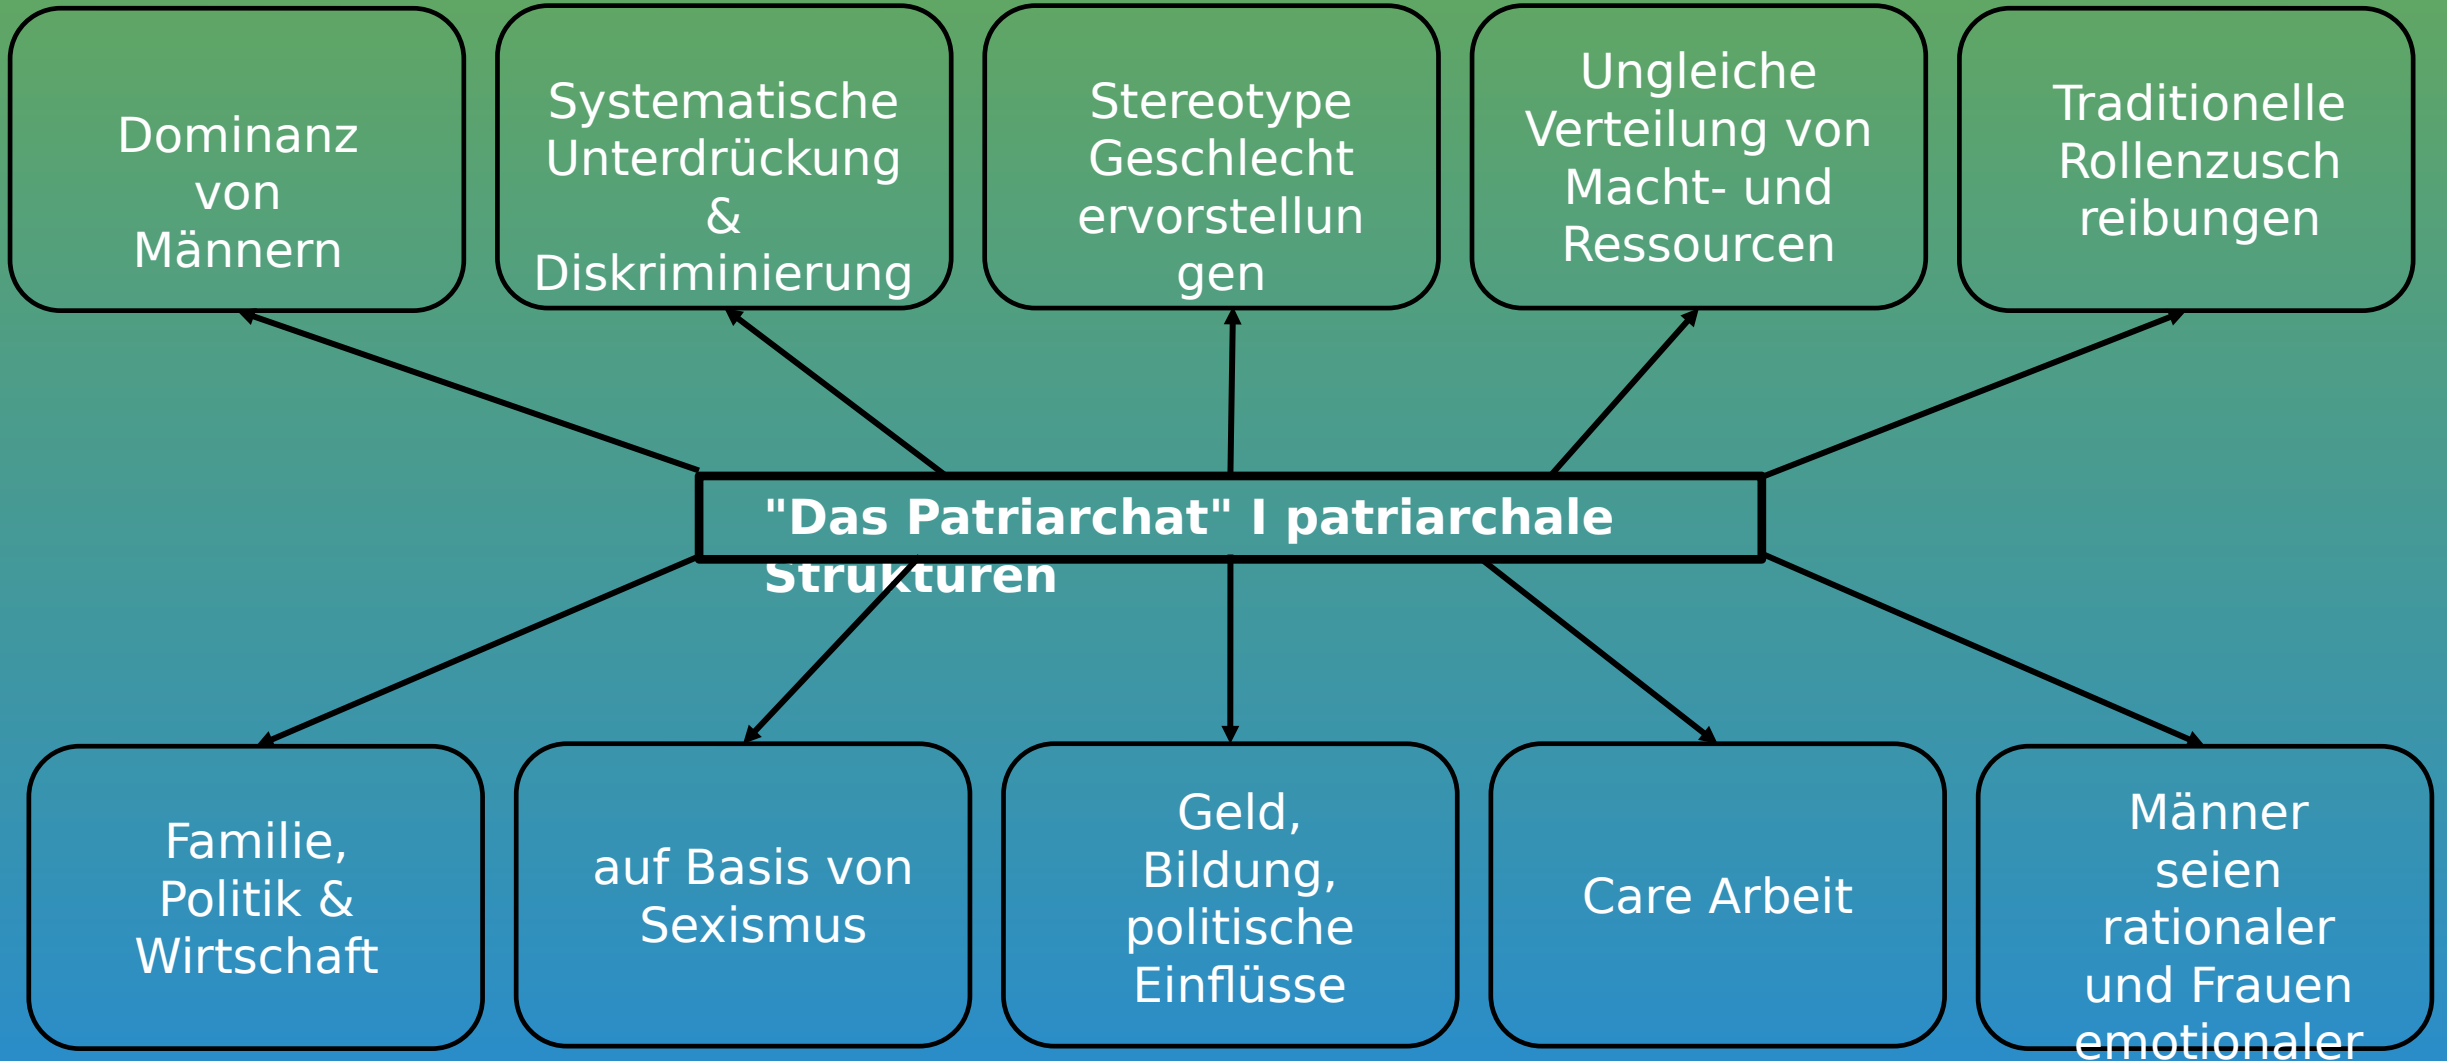 Dominanz
von
Männern
Systematische
Unterdrückung
&
Diskriminierung
Stereotype
Geschlecht
ervorstellun
gen
Ungleiche
Verteilung von
Macht- und
Ressourcen
Traditionelle
Rollenzusch
reibungen
"Das Patriarchat" I patriarchale
Strukturen
Familie,
Politik &
Wirtschaft
auf Basis von
Sexismus
Geld,
Bildung,
politische
Einflüsse
Care Arbeit
Männer
seien
rationaler
und Frauen
emotionaler